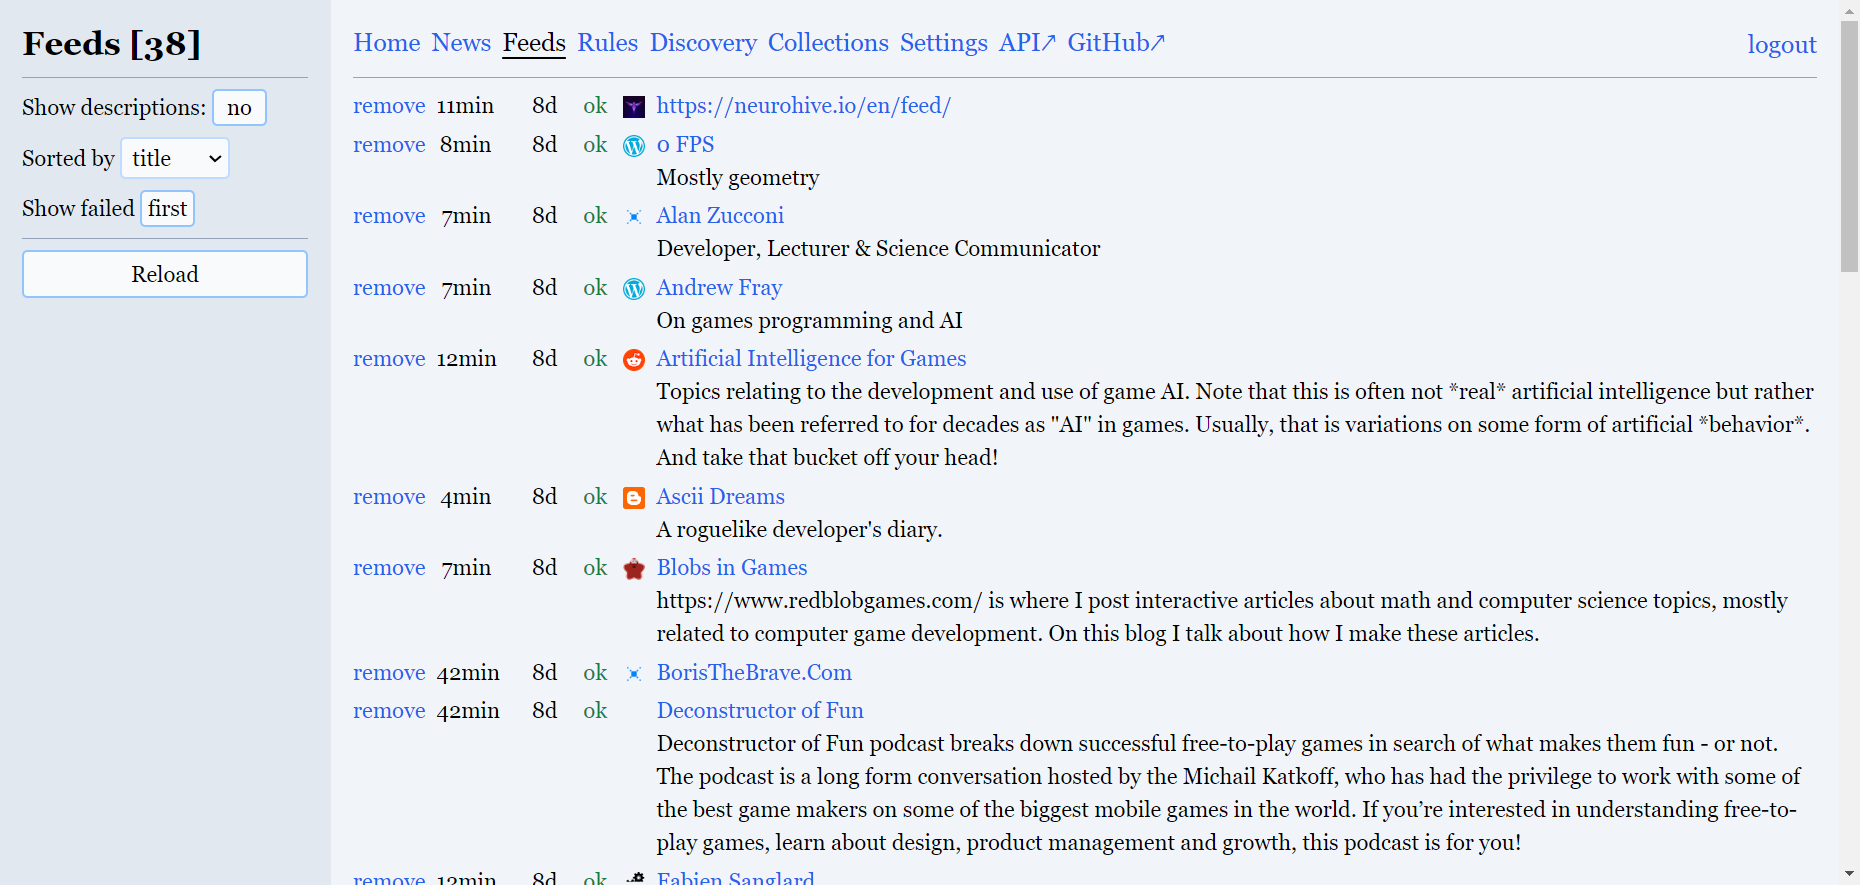 Feeds [38]
Show descriptions: no
Sorted by title
Show failed first
Reload
Home News Feeds Rules Discovery Collections Settings API↗ GitHub↗ logout
remove 11min 8d ok https://neurohive.io/en/feed/
remove 8min 8d ok 0 FPS
Mostly geometry
remove 7min 8d ok Alan Zucconi
Developer, Lecturer & Science Communicator
remove 7min 8d ok Andrew Fray
On games programming and AI
remove 12min 8d ok Artificial Intelligence for Games
Topics relating to the development and use of game AI. Note that this is often not *real* artificial intelligence but rather
what has been referred to for decades as "AI" in games. Usually, that is variations on some form of artificial *behavior*.
And take that bucket off your head!
remove 4min 8d ok Ascii Dreams
A roguelike developer's diary.
remove 7min 8d ok Blobs in Games
https://www.redblobgames.com/ is where I post interactive articles about math and computer science topics, mostly
related to computer game development. On this blog I talk about how I make these articles.
remove 42min 8d ok BorisTheBrave.Com
remove 42min 8d ok Deconstructor of Fun
Deconstructor of Fun podcast breaks down successful free-to-play games in search of what makes them fun - or not.
The podcast is a long form conversation hosted by the Michail Katkoff, who has had the privilege to work with some of
the best game makers on some of the biggest mobile games in the world. If you’re interested in understanding free-to-
play games, learn about design, product management and growth, this podcast is for you!
remove 12min 8d ok Fabien Sanglard